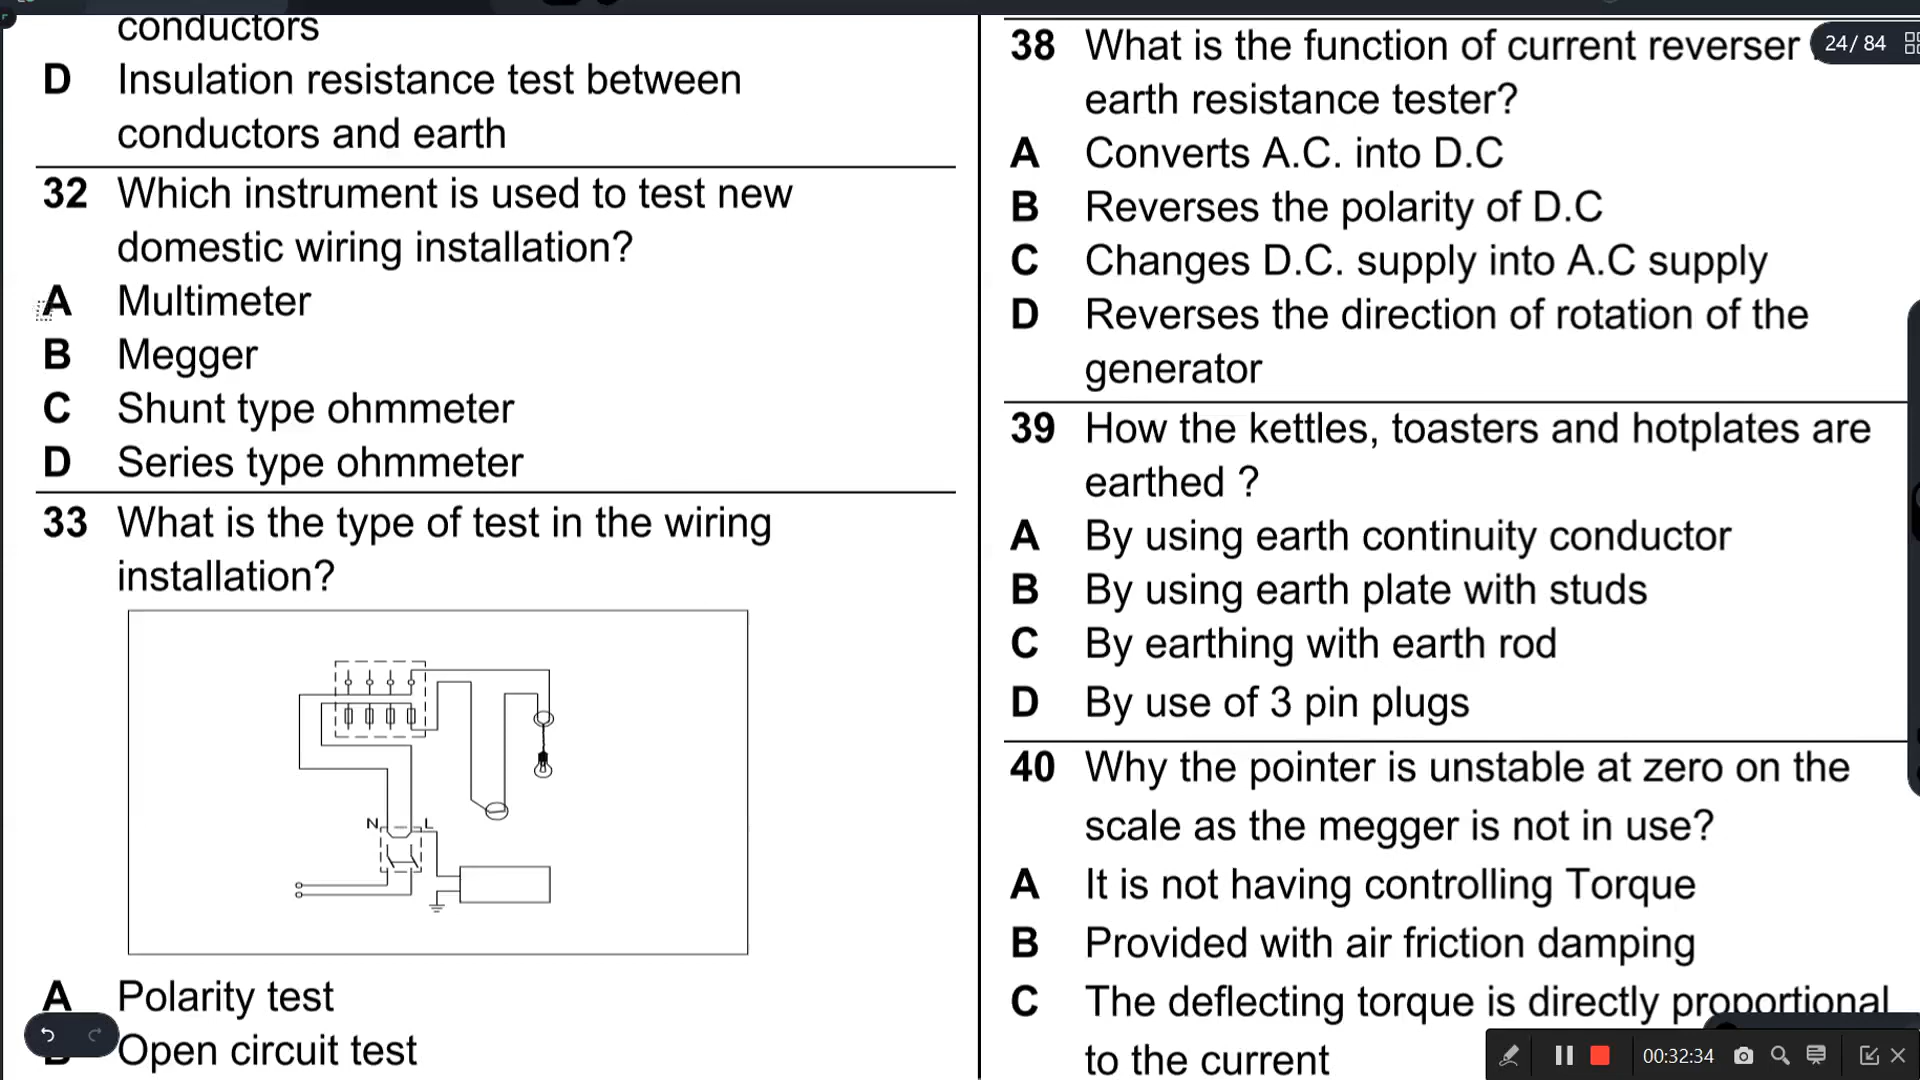 conductors
D Insulation resistance test between
conductors and earth
32 Which instrument is used to test new
domestic wiring installation?
A Multimeter
B Megger
C Shunt type ohmmeter
D Series type ohmmeter
33 What is the type of test in the wiring
installation?
N L
A Polarity test
Open circuit test
38 What is the function of current reverser
earth resistance tester?
A Converts A.C. into D.C
B Reverses the polarity of D.C
C Changes D.C. supply into A.C supply
D Reverses the direction of rotation of the
generator
39 How the kettles, toasters and hotplates are
earthed ?
A By using earth continuity conductor
B By using earth plate with studs
C By earthing with earth rod
D By use of 3 pin plugs
40 Why the pointer is unstable at zero on the
scale as the megger is not in use?
A It is not having controlling Torque
B Provided with air friction damping
C The deflecting torque is directly proportional
to the current
24/ 84
00:32:34